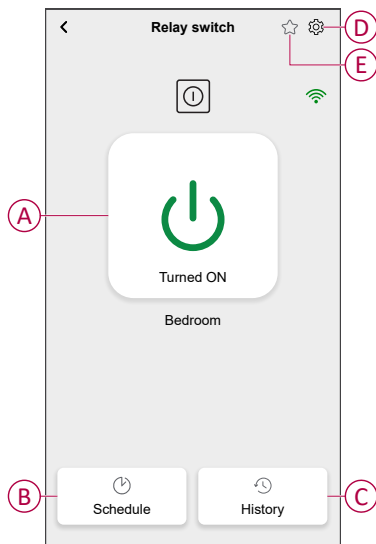 Relay switch
D
E
A
Turned ON
Bedroom
B
Schedule
History
C